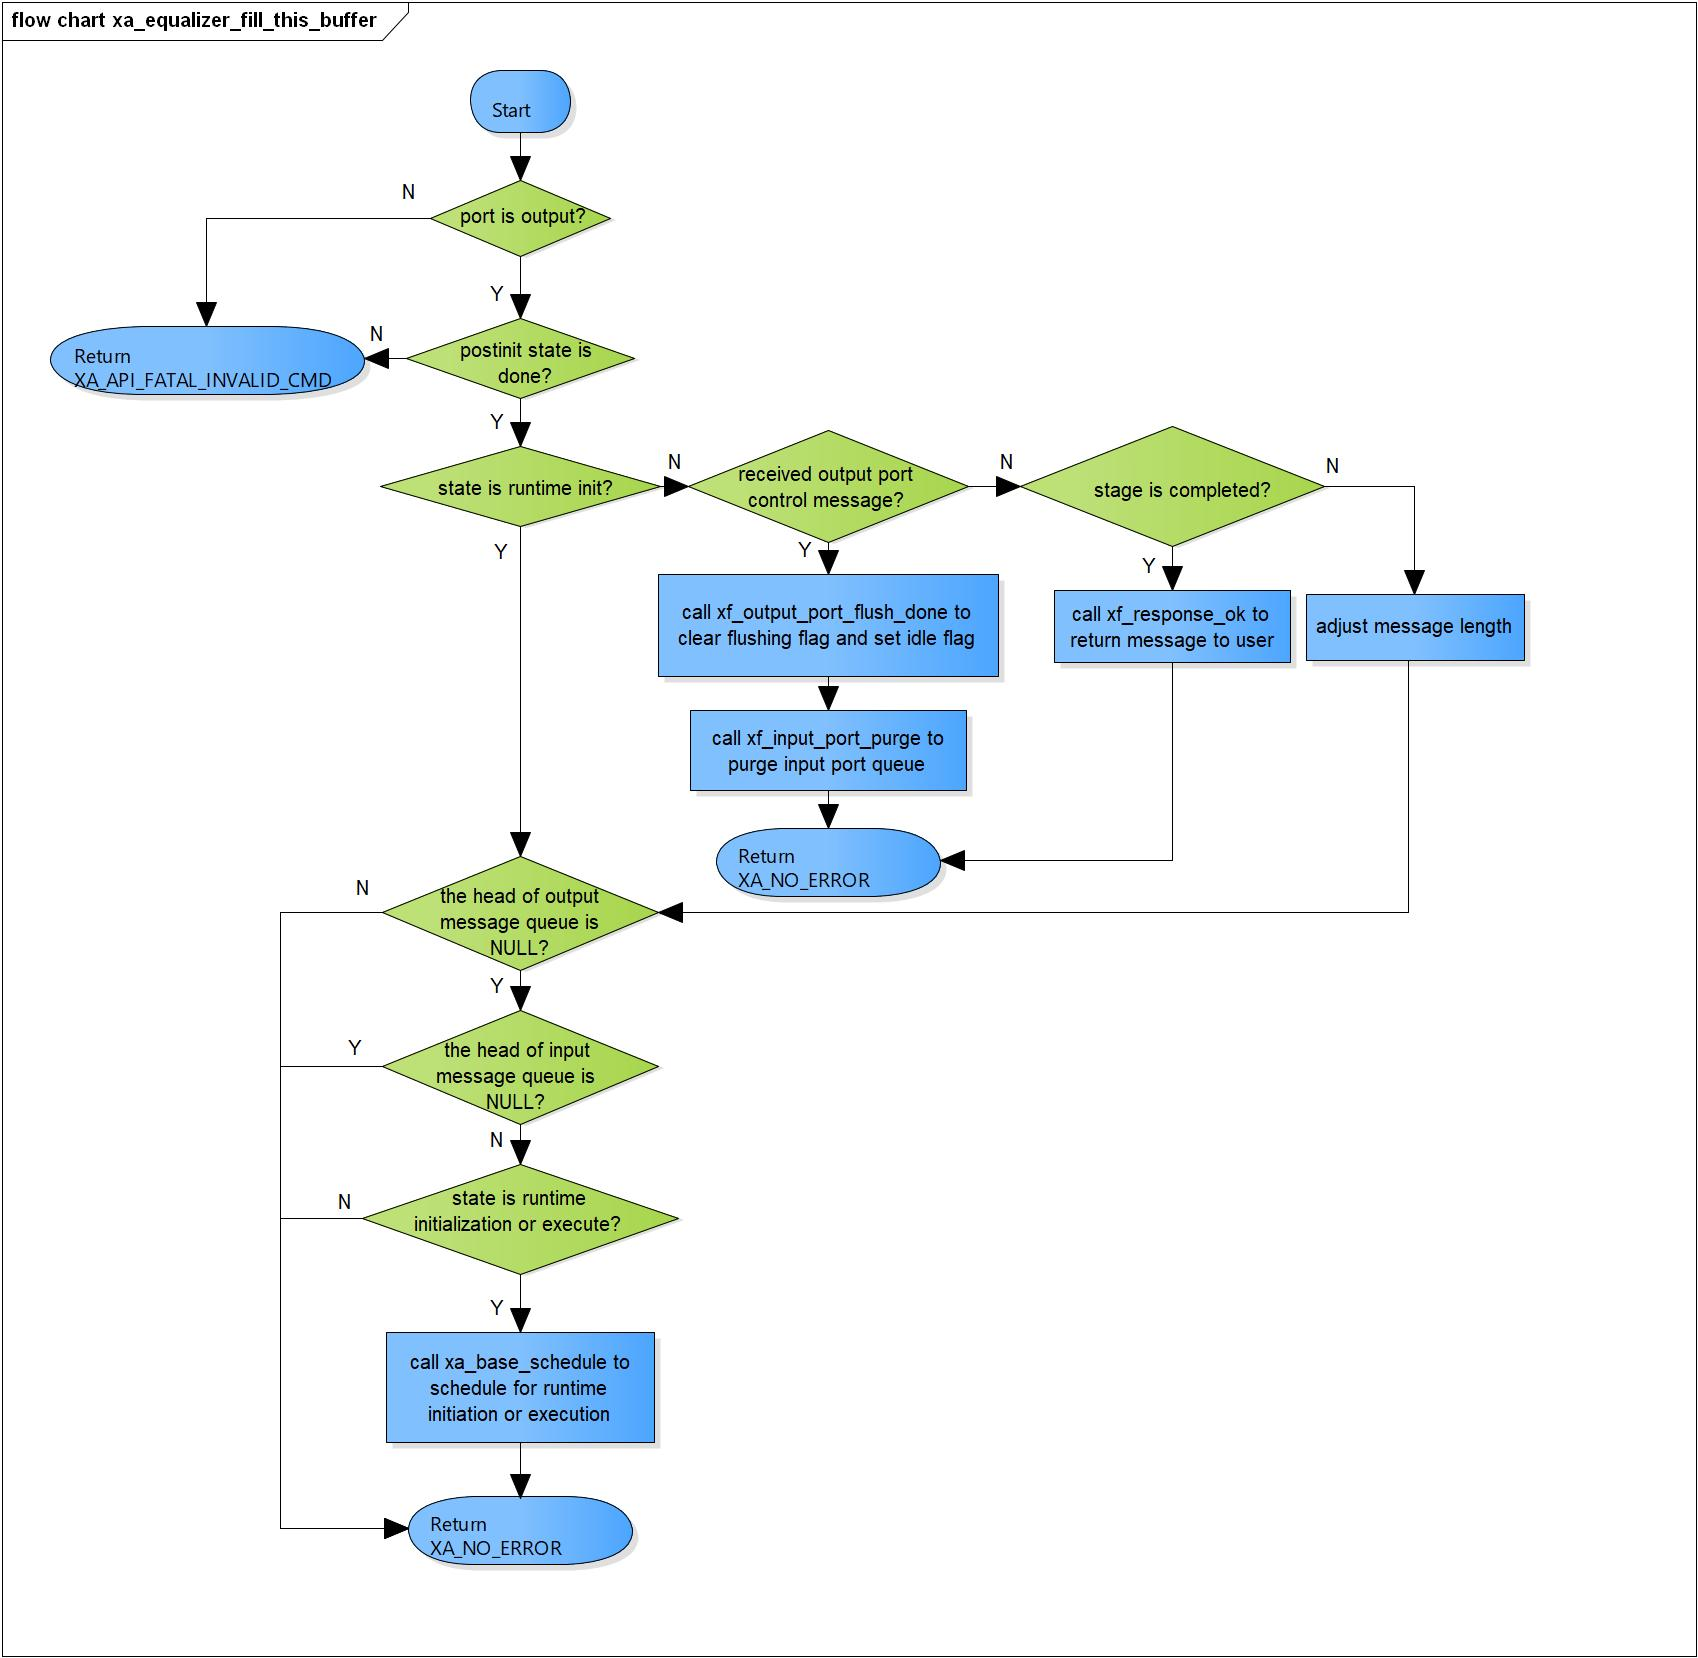 flow chart xa_equalizer_fill_this_buffer
Start
N
port is output?
Y
N
Return
XA_API_FATAL_INVALID_CMD
postinit state is
done?
Y
state is runtime init?
N
received output port
control message?
N
stage is completed?
N
Y
Y
Y
call xf_output_port_flush_done to
clear flushing flag and set idle flag
call xf_response_ok to
return message to user
adjust message length
call xf_input_port_purge to
purge input port queue
Return
XA_NO_ERROR
N
the head of output
message queue is
NULL?
Y
Y
the head of input
message queue is
NULL?
N
N
state is runtime
initialization or execute?
Y
call xa_base_schedule to
schedule for runtime
initiation or execution
Return
XA_NO_ERROR